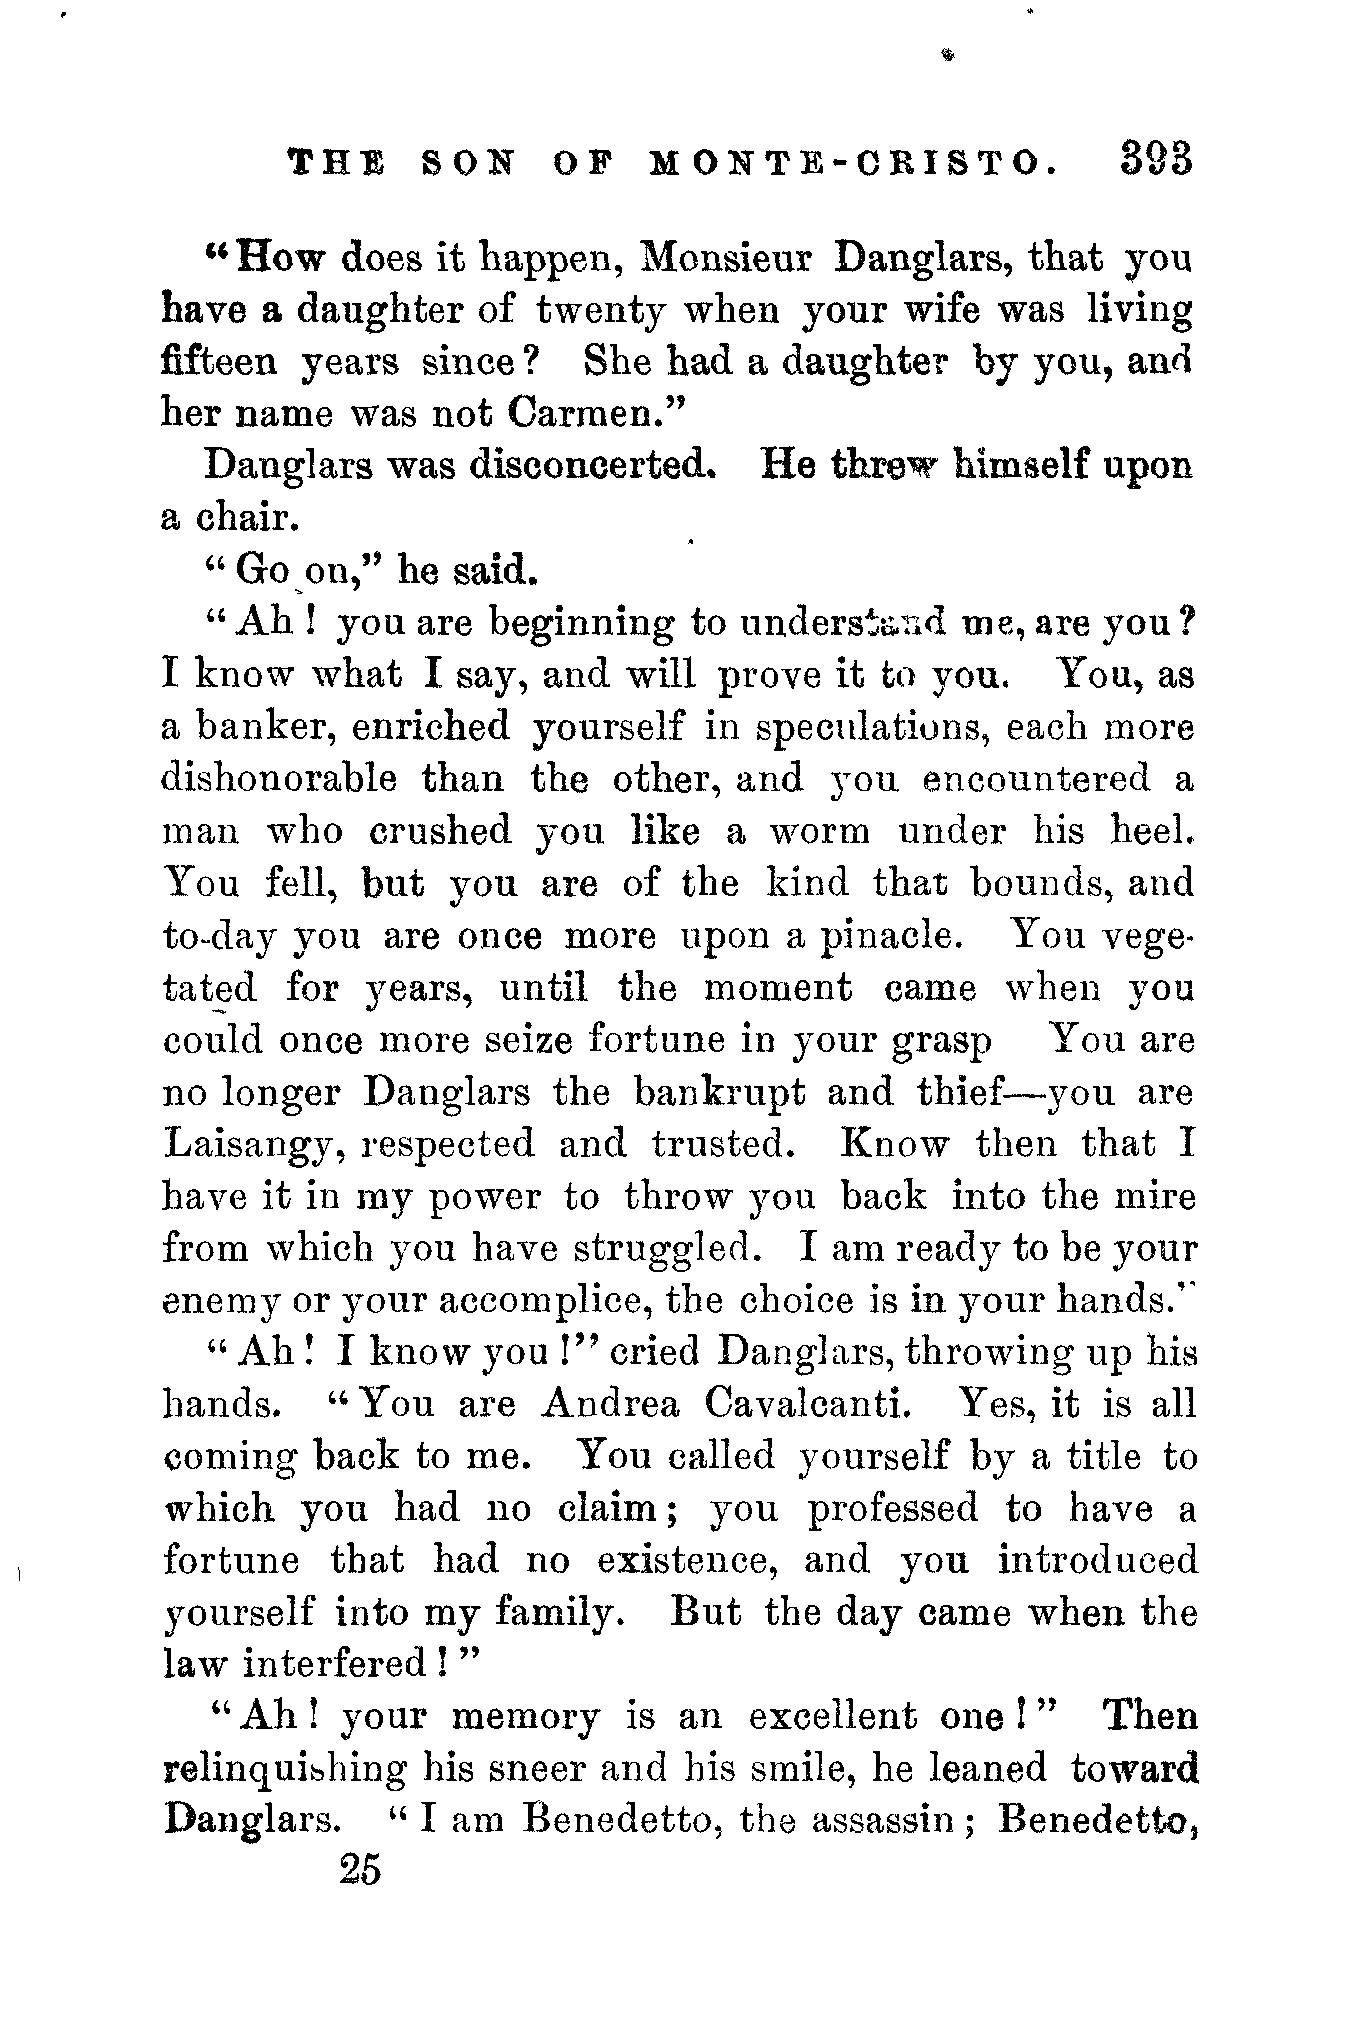 THE SON OF MONTE-CRISTO. 393
"How does it happen, Monsieur Danglars, that you
have a daughter of twenty when your wife was living
fifteen years since? She had a daughter by you, and
her name was not Carmen."
Danglars was disconcerted. He threw himself upon
a chair.
"Go on," he said.
"Ah! you are beginning to understand me, are you?
I know what I say, and will prove it to you. You, as
a banker, enriched yourself in speculations, each more
dishonorable than the other, and you encountered a
man who crushed you like a worm under his heel.
You fell, but you are of the kind that bounds, and
to-day you are once more upon a pinacle. You vege-
tated for years, until the moment came when you
could once more seize fortune in your grasp You are
no longer Danglars the bankrupt and thief—you are
Laisangy, respected and trusted. Know then that I
have it in my power to throw you back into the mire
from which you have struggled. I am ready to be your
enemy or your accomplice, the choice is in your hands."
"Ah! I know you!" cried Danglars, throwing up his
hands. "You are Andrea Cavalcanti. Yes, it is all
coming back to me. You called yourself by a title to
which you had no claim; you professed to have a
fortune that had no existence, and you introduced
yourself into my family. But the day came when the
law interfered!"
"Ah! your memory is an excellent one!" Then
relinquishing his sneer and his smile, he leaned toward
Danglars. "I am Benedetto, the assassin; Benedetto,
25